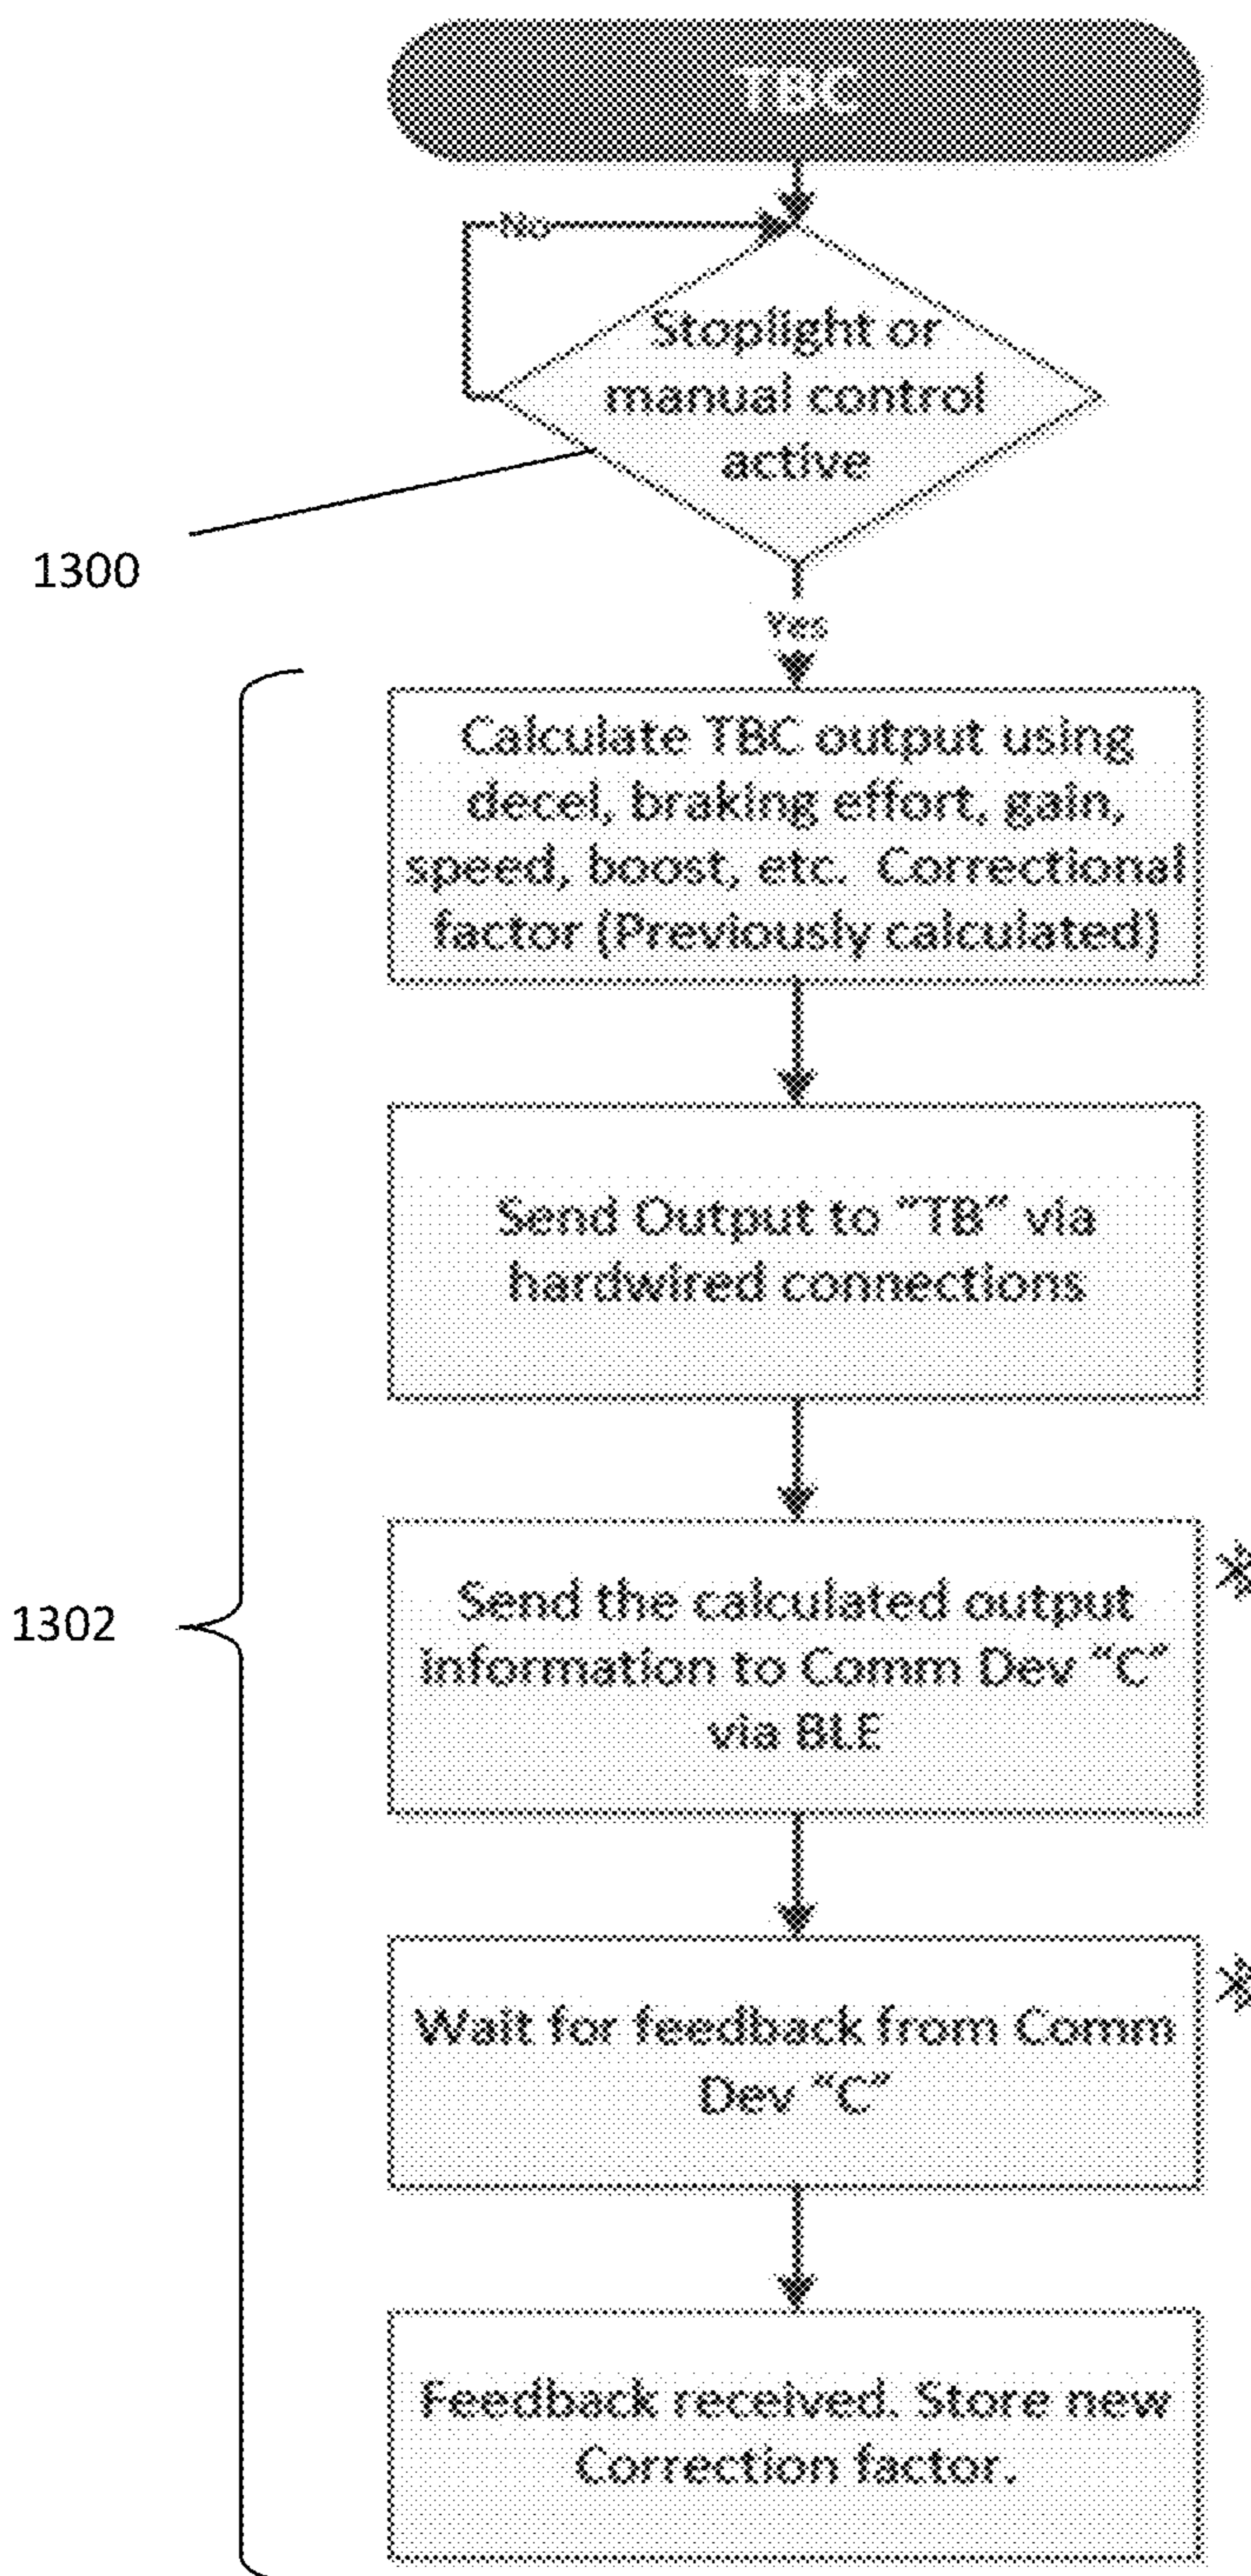 TBC
No
Stoplight or
manual control
active
1300
Yes
Calculate TBC output using
decel, braking effort, gain,
speed, boost, etc. Correctional
factor (Previously calculated)
Send Output to “TB” via
hardwired connections
Send the calculated output
information to Comm Dev “C”
via BLE
*
1302
Wait for feedback from Comm
Dev “C”
*
Feedback received. Store new
Correction factor.